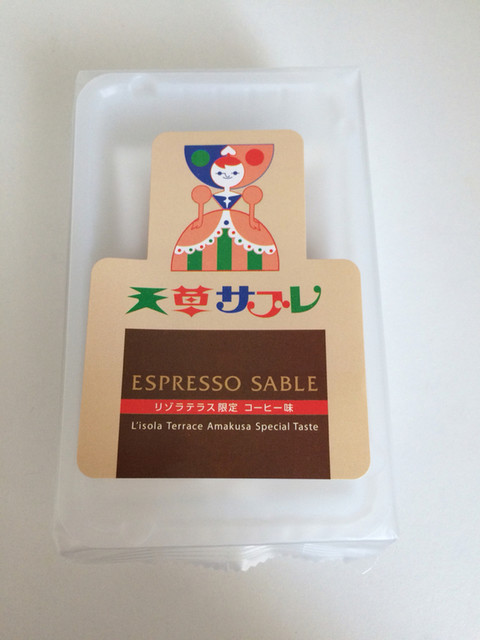 天草サブレ
ESPRESSO SABLE
リゾラテラス限定 コーヒー味
L'isola Terrace Amakusa Special Taste